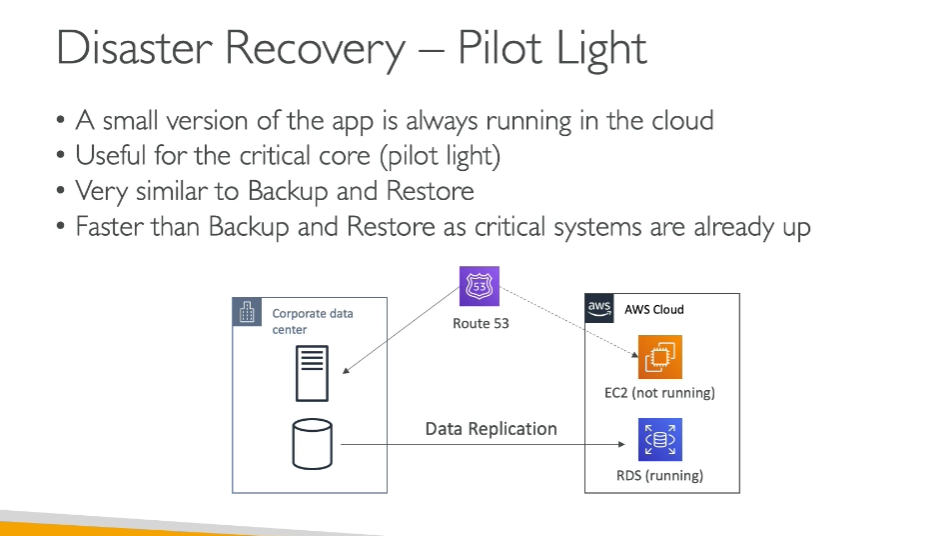 Disaster Recovery – Pilot Light
• A small version of the app is always running in the cloud
• Useful for the critical core (pilot light)
• Very similar to Backup and Restore
• Faster than Backup and Restore as critical systems are already up
53
Route 53
Corporate data
center
aws
AWS Cloud
EC2 (not running)
Data Replication
RDS (running)